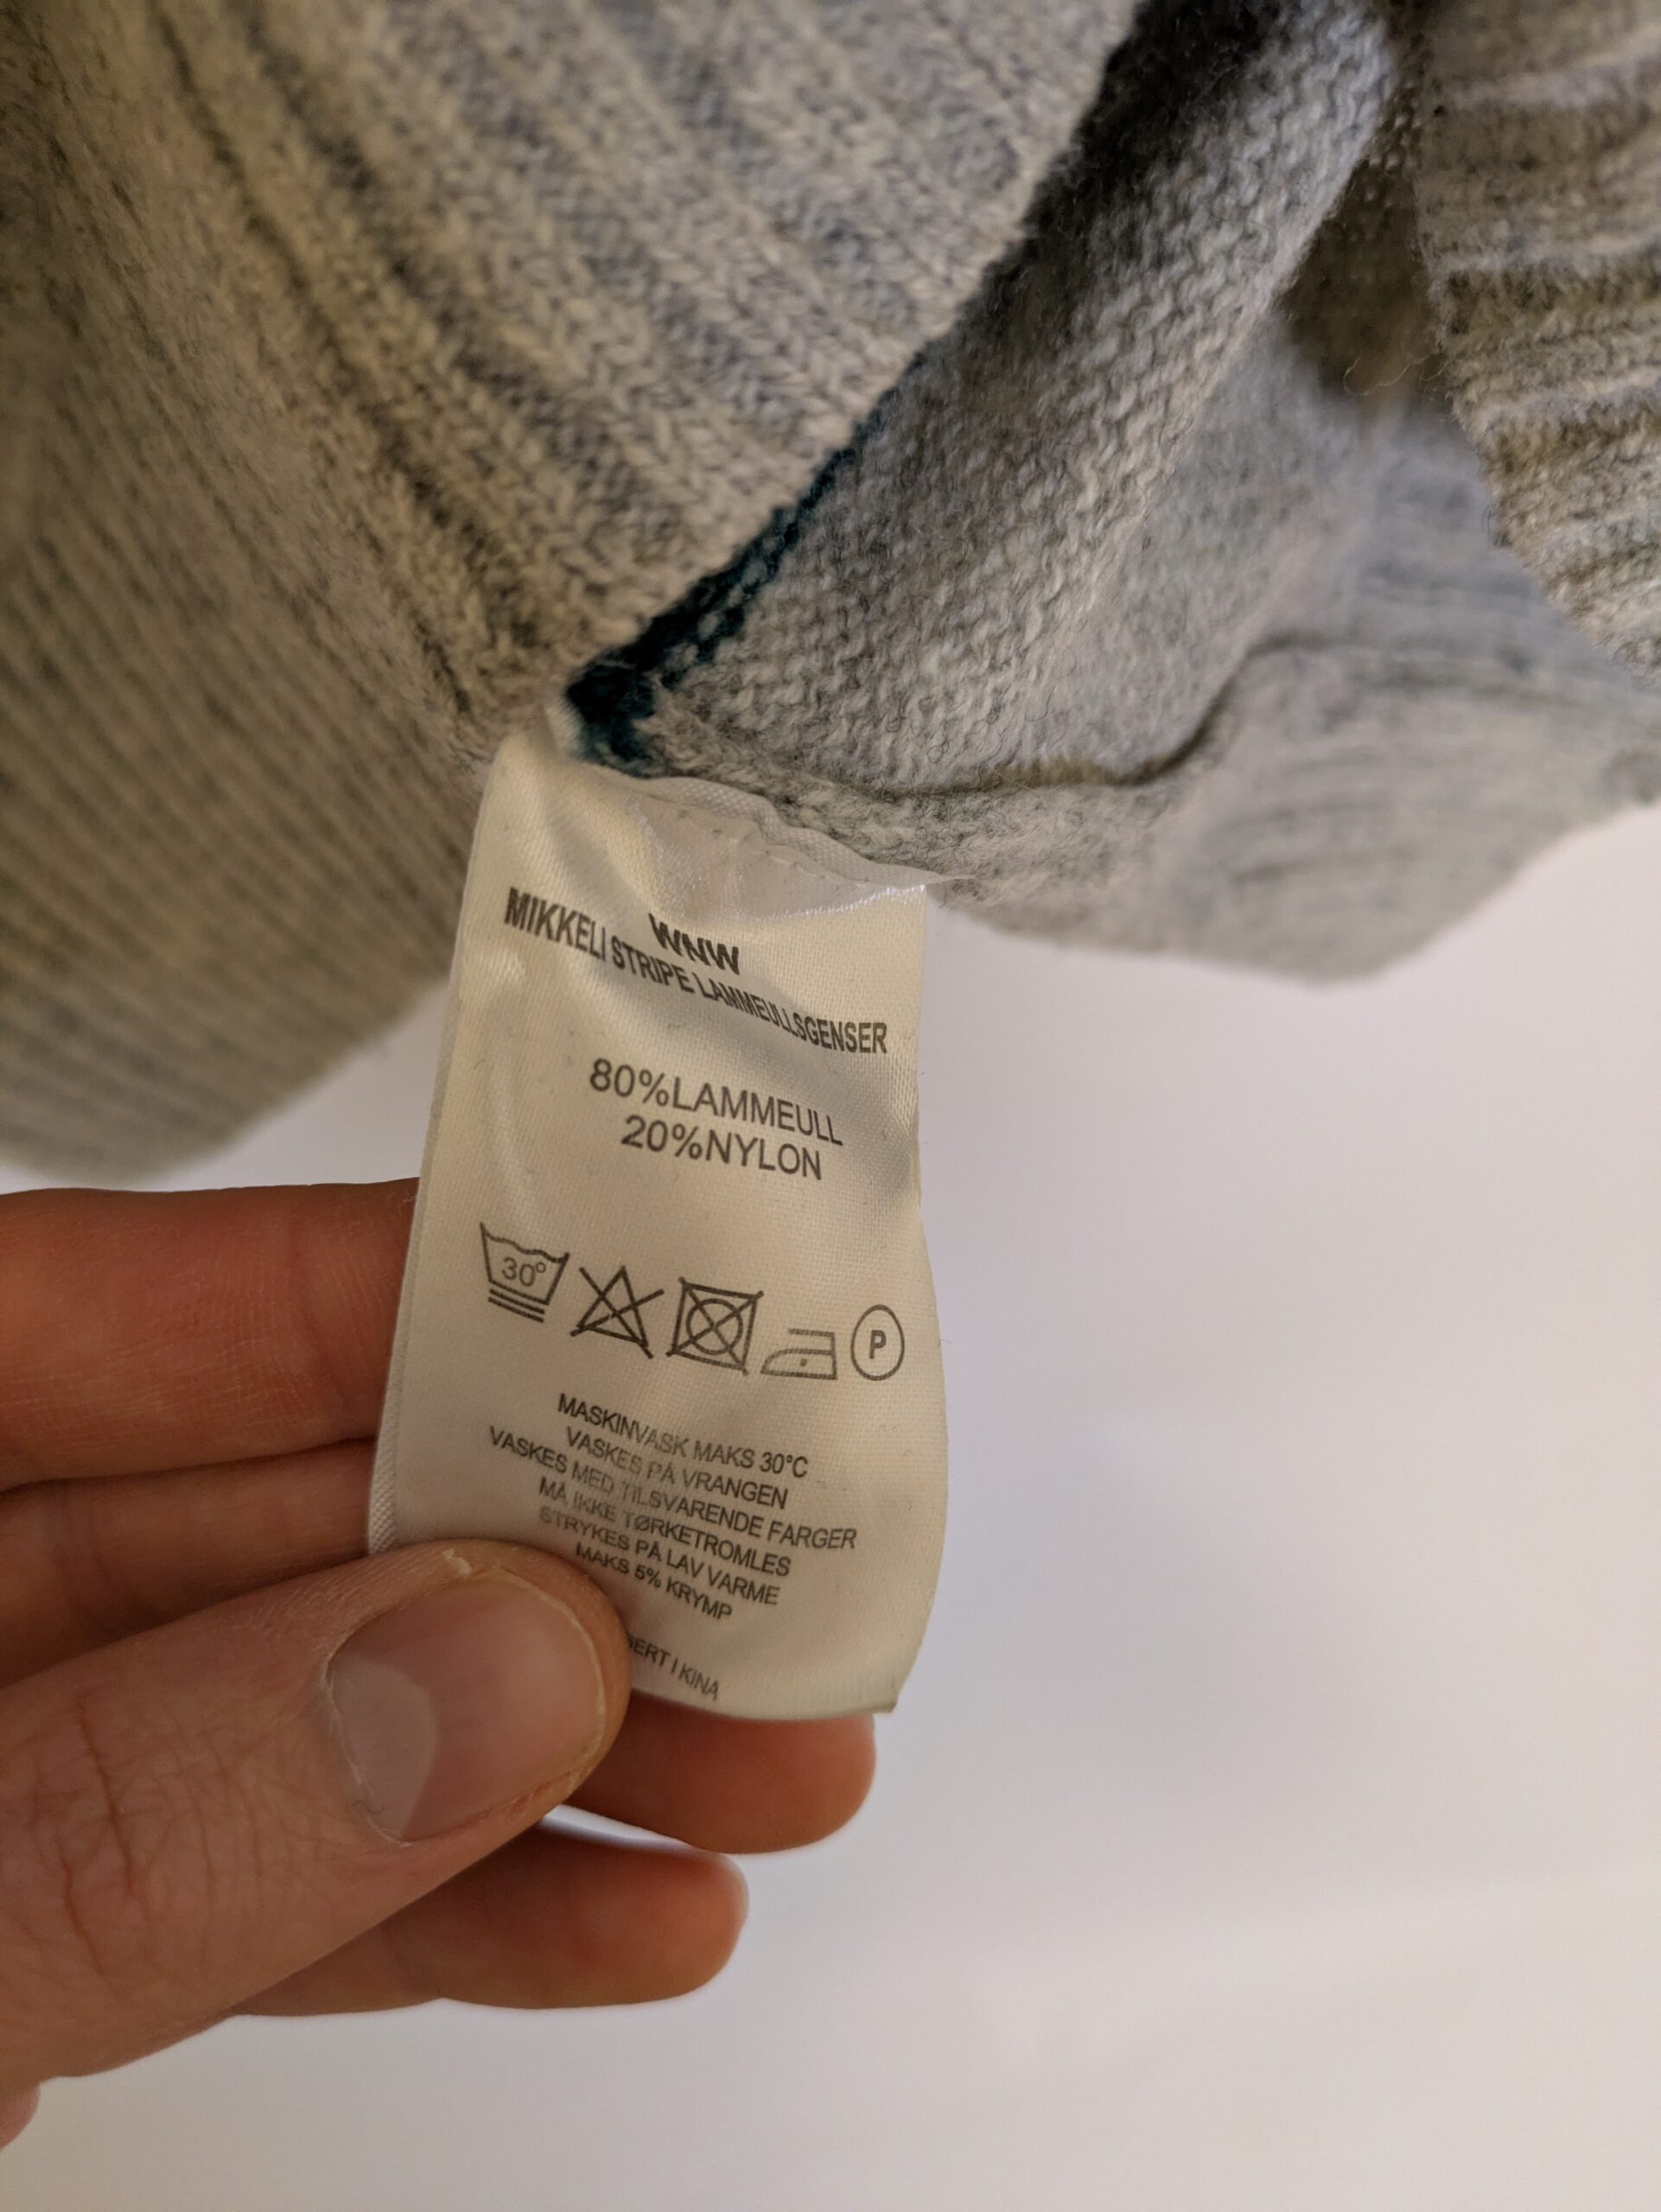 WNW
MIKKELI STRIPE LAMMEULLSGENSER
80%LAMMEULL
20%NYLON
30°
P
MASKINVASK MAKS 30°C
VASKES PÅ VRANGEN
VASKES MED TILSVARENDE FARGER
MÅ IKKE TØRKETROMLES
STRYKES PÅ LAV VARME
MAKS 5% KRYMP
I KINA